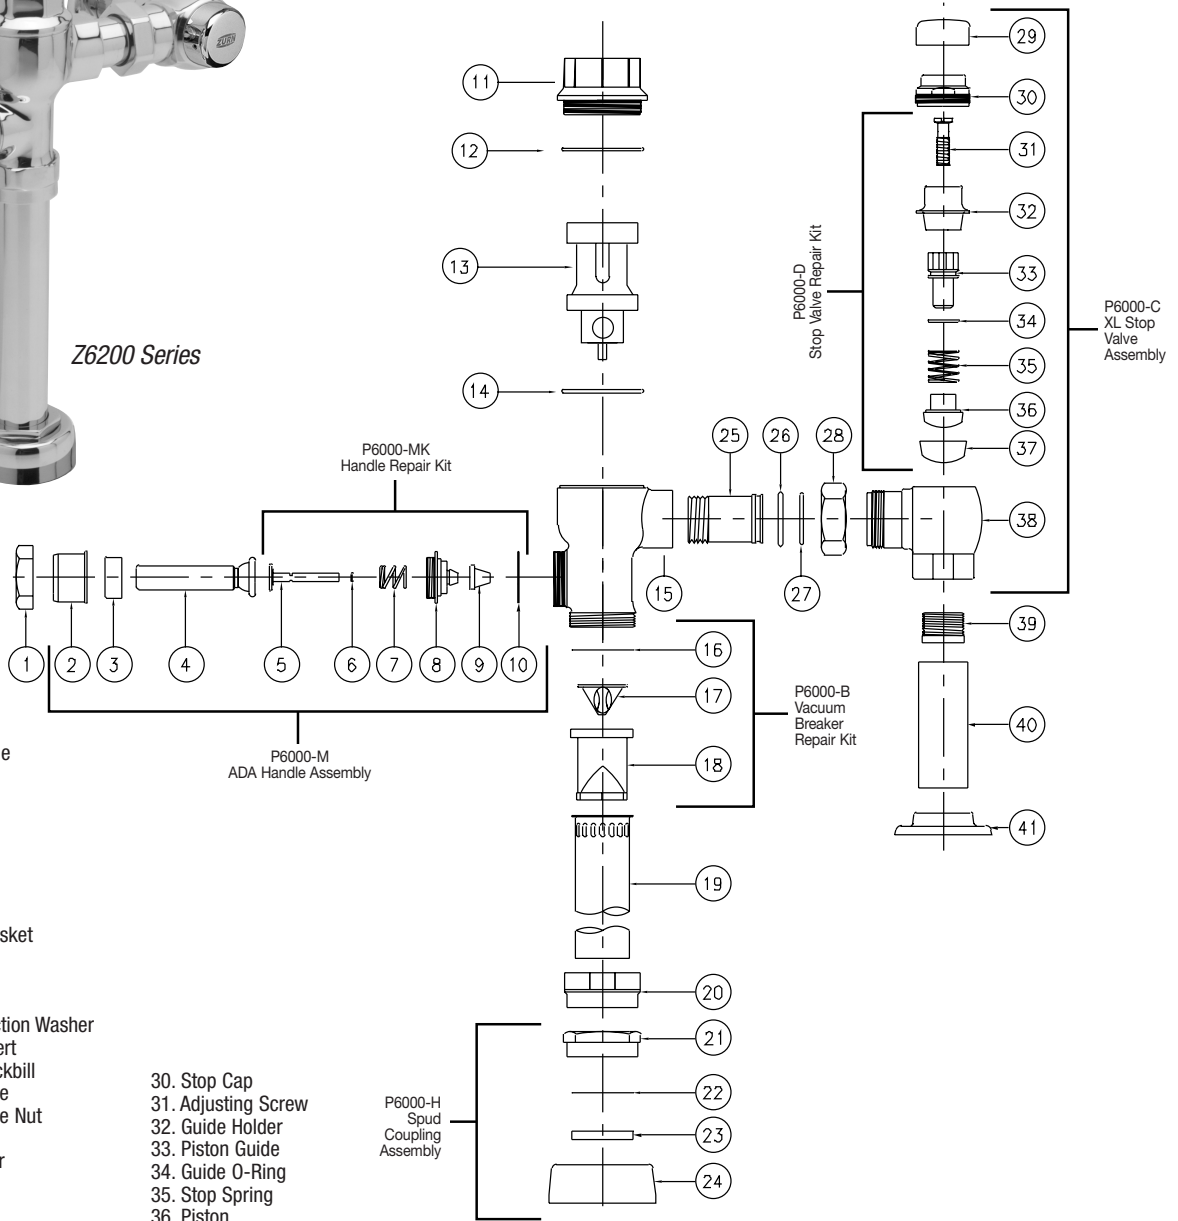 ZURN
Z6200 Series
11
12
13
14
29
30
31
32
33
34
35
36
37
38
P6000-D
Stop Valve Repair Kit
P6000-C
XL Stop
Valve
Assembly
P6000-MK
Handle Repair Kit
25
26
28
27
15
1
2
3
4
5
6
7
8
9
10
P6000-M
ADA Handle Assembly
16
17
18
P6000-B
Vacuum
Breaker
Repair Kit
39
40
41
19
20
21
22
23
24
P6000-H
Spud
Coupling
Assembly
e
sket
ction Washer
ert
ckbill
e
e Nut
r
30. Stop Cap
31. Adjusting Screw
32. Guide Holder
33. Piston Guide
34. Guide O-Ring
35. Stop Spring
36. Piston